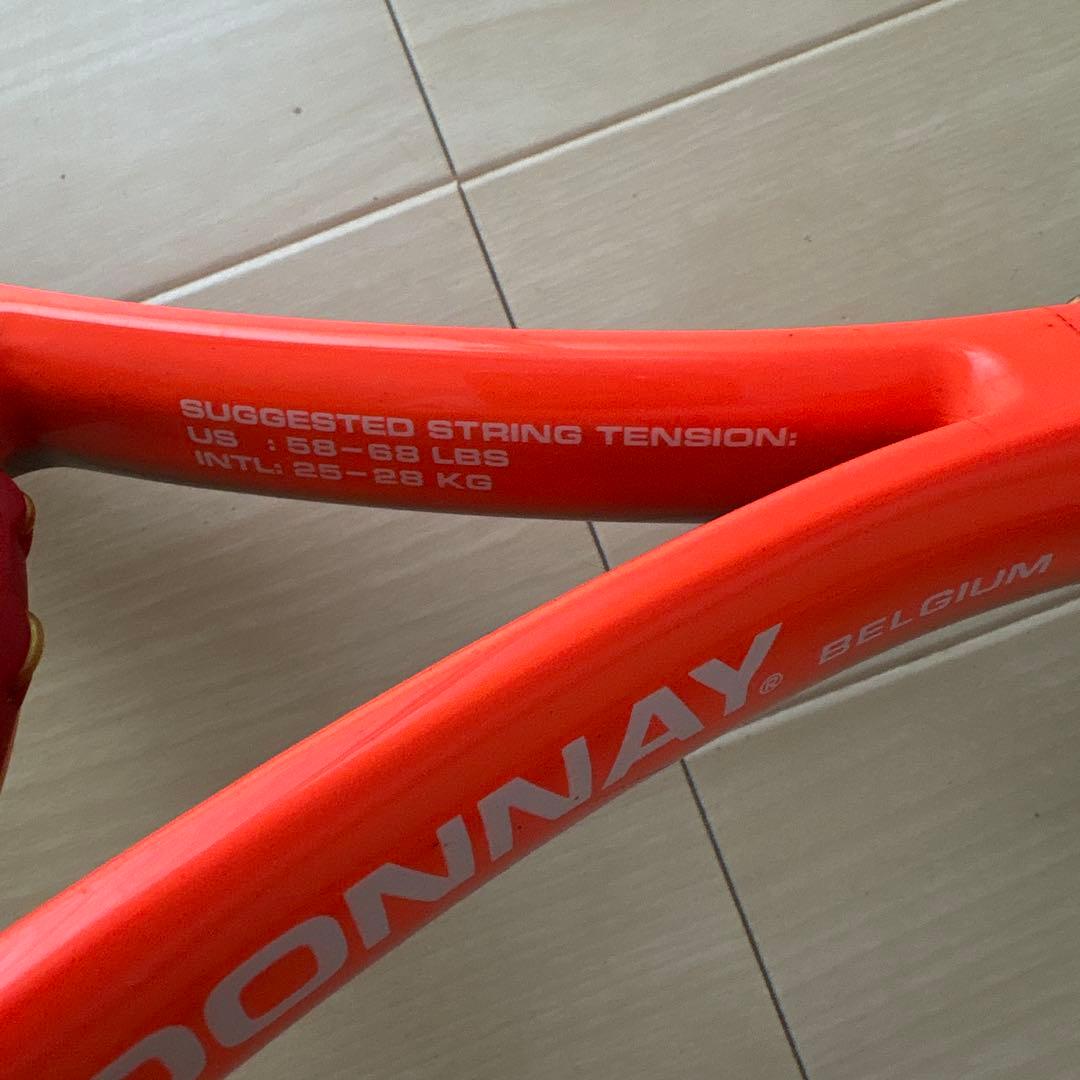 SUGGESTED STRING TENSION:
US : 58-68 LBS
INTL: 25-28 KG
DONNAY® BELGIUM